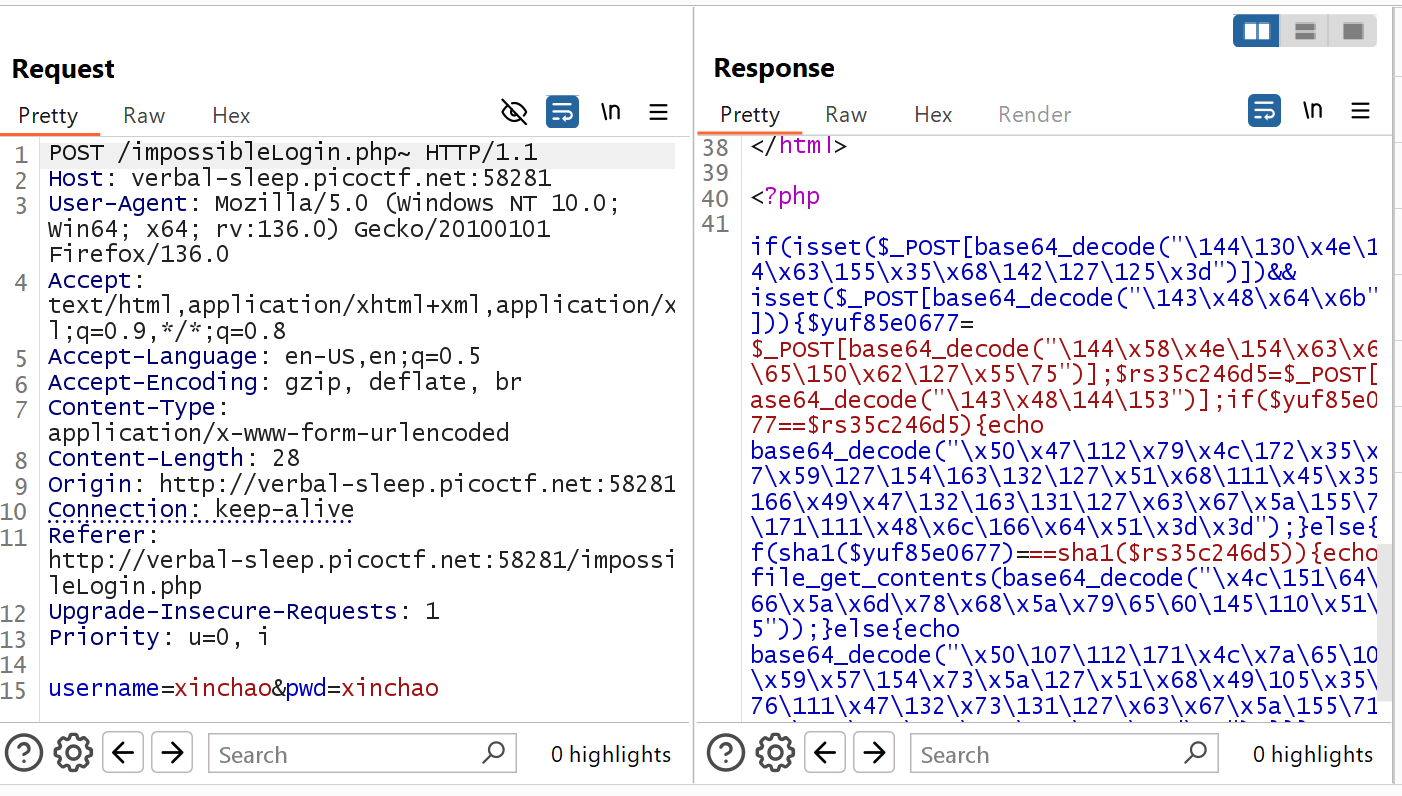 Request
Pretty Raw Hex \n
1 POST /impossibleLogin.php~ HTTP/1.1
2 Host: verbal-sleep.picoctf.net:58281
3 User-Agent: Mozilla/5.0 (Windows NT 10.0;
Win64; x64; rv:136.0) Gecko/20100101
Firefox/136.0
4 Accept:
text/html,application/xhtml+xml,application/x
l;q=0.9,*/*;q=0.8
5 Accept-Language: en-US,en;q=0.5
6 Accept-Encoding: gzip, deflate, br
7 Content-Type:
application/x-www-form-urlencoded
8 Content-Length: 28
9 Origin: http://verbal-sleep.picoctf.net:58281
10 Connection: keep-alive
11 Referer:
http://verbal-sleep.picoctf.net:58281/impossi
leLogin.php
12 Upgrade-Insecure-Requests: 1
13 Priority: u=0, i
14
15 username=xinchao&pwd=xinchao
Search 0 highlights
Response
Pretty Raw Hex Render \n
38 </html>
39
40 <?php
41
if(isset($_POST[base64_decode("\144\130\x4e\1
4\x63\155\x35\x68\142\127\125\x3d")])&&
isset($_POST[base64_decode("\143\x48\x64\x6b"
])){$yuf85e0677=
$_POST[base64_decode("\144\x58\x4e\154\x63\x6
\65\150\x62\127\x55\75")];$rs35c246d5=$_POST[
ase64_decode("\143\x48\144\153")];if($yuf85e0
77==$rs35c246d5){echo
base64_decode("\x50\x47\112\x79\x4c\172\x35\x
7\x59\127\154\163\132\127\x51\x68\111\x45\x35
166\x49\x47\132\163\131\127\x63\x67\x5a\155\7
\171\111\x48\x6c\166\x64\x51\x3d\x3d");}else{
f(sha1($yuf85e0677)===sha1($rs35c246d5)){echo
file_get_contents(base64_decode("\x4c\151\64\
66\x5a\x6d\x78\x68\x5a\x79\65\60\145\110\x51\
5"));}else{echo
base64_decode("\x50\107\112\171\x4c\x7a\65\10
\x59\x57\154\x73\x5a\127\x51\x68\x49\105\x35\
76\111\x47\132\x73\131\127\x63\x67\x5a\155\71
Search 0 highlights